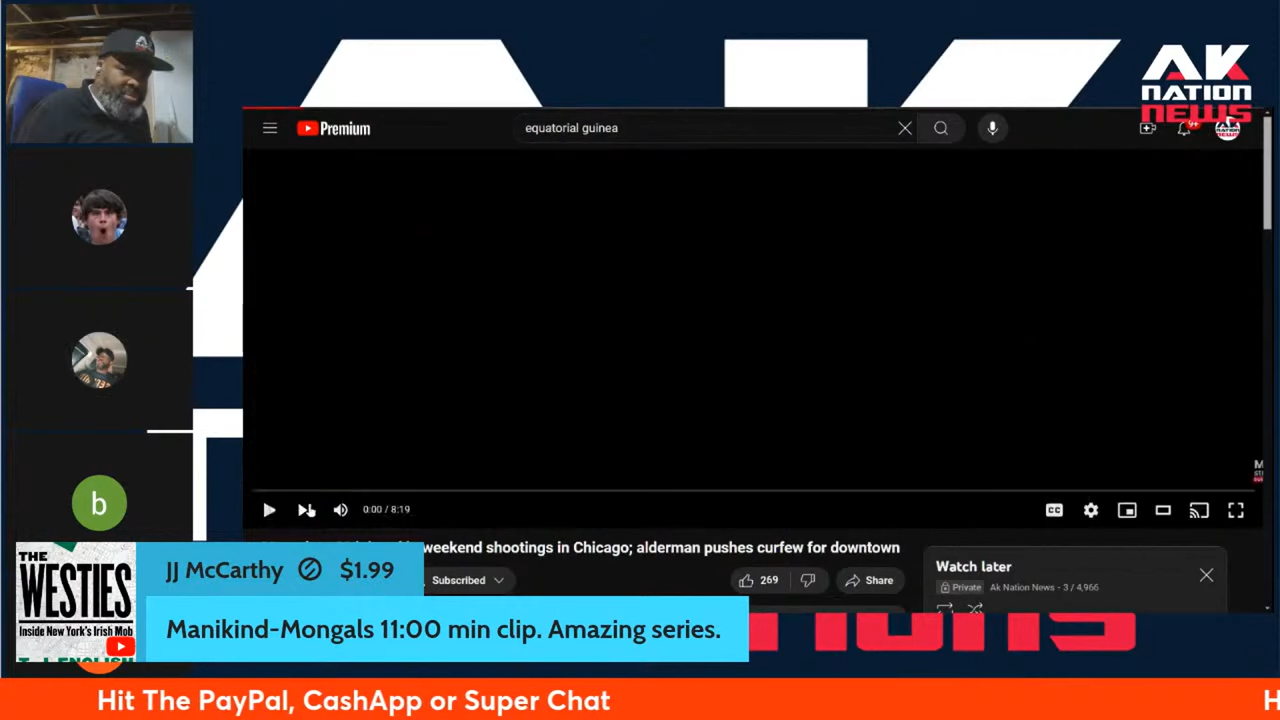 AK
NATION
NEWS
Premium
equatorial guinea
9+
b
0:00 / 8:19
CC
weekend shootings in Chicago; alderman pushes curfew for downtown
Subscribed
269
Share
Watch later
Private Ak Nation News - 3 / 4,966
THE
WESTIES
Inside New York's Irish Mob
T. J. ENGLISH
JJ McCarthy $1.99
Manikind-Mongals 11:00 min clip. Amazing series.
Hit The PayPal, CashApp or Super Chat
H